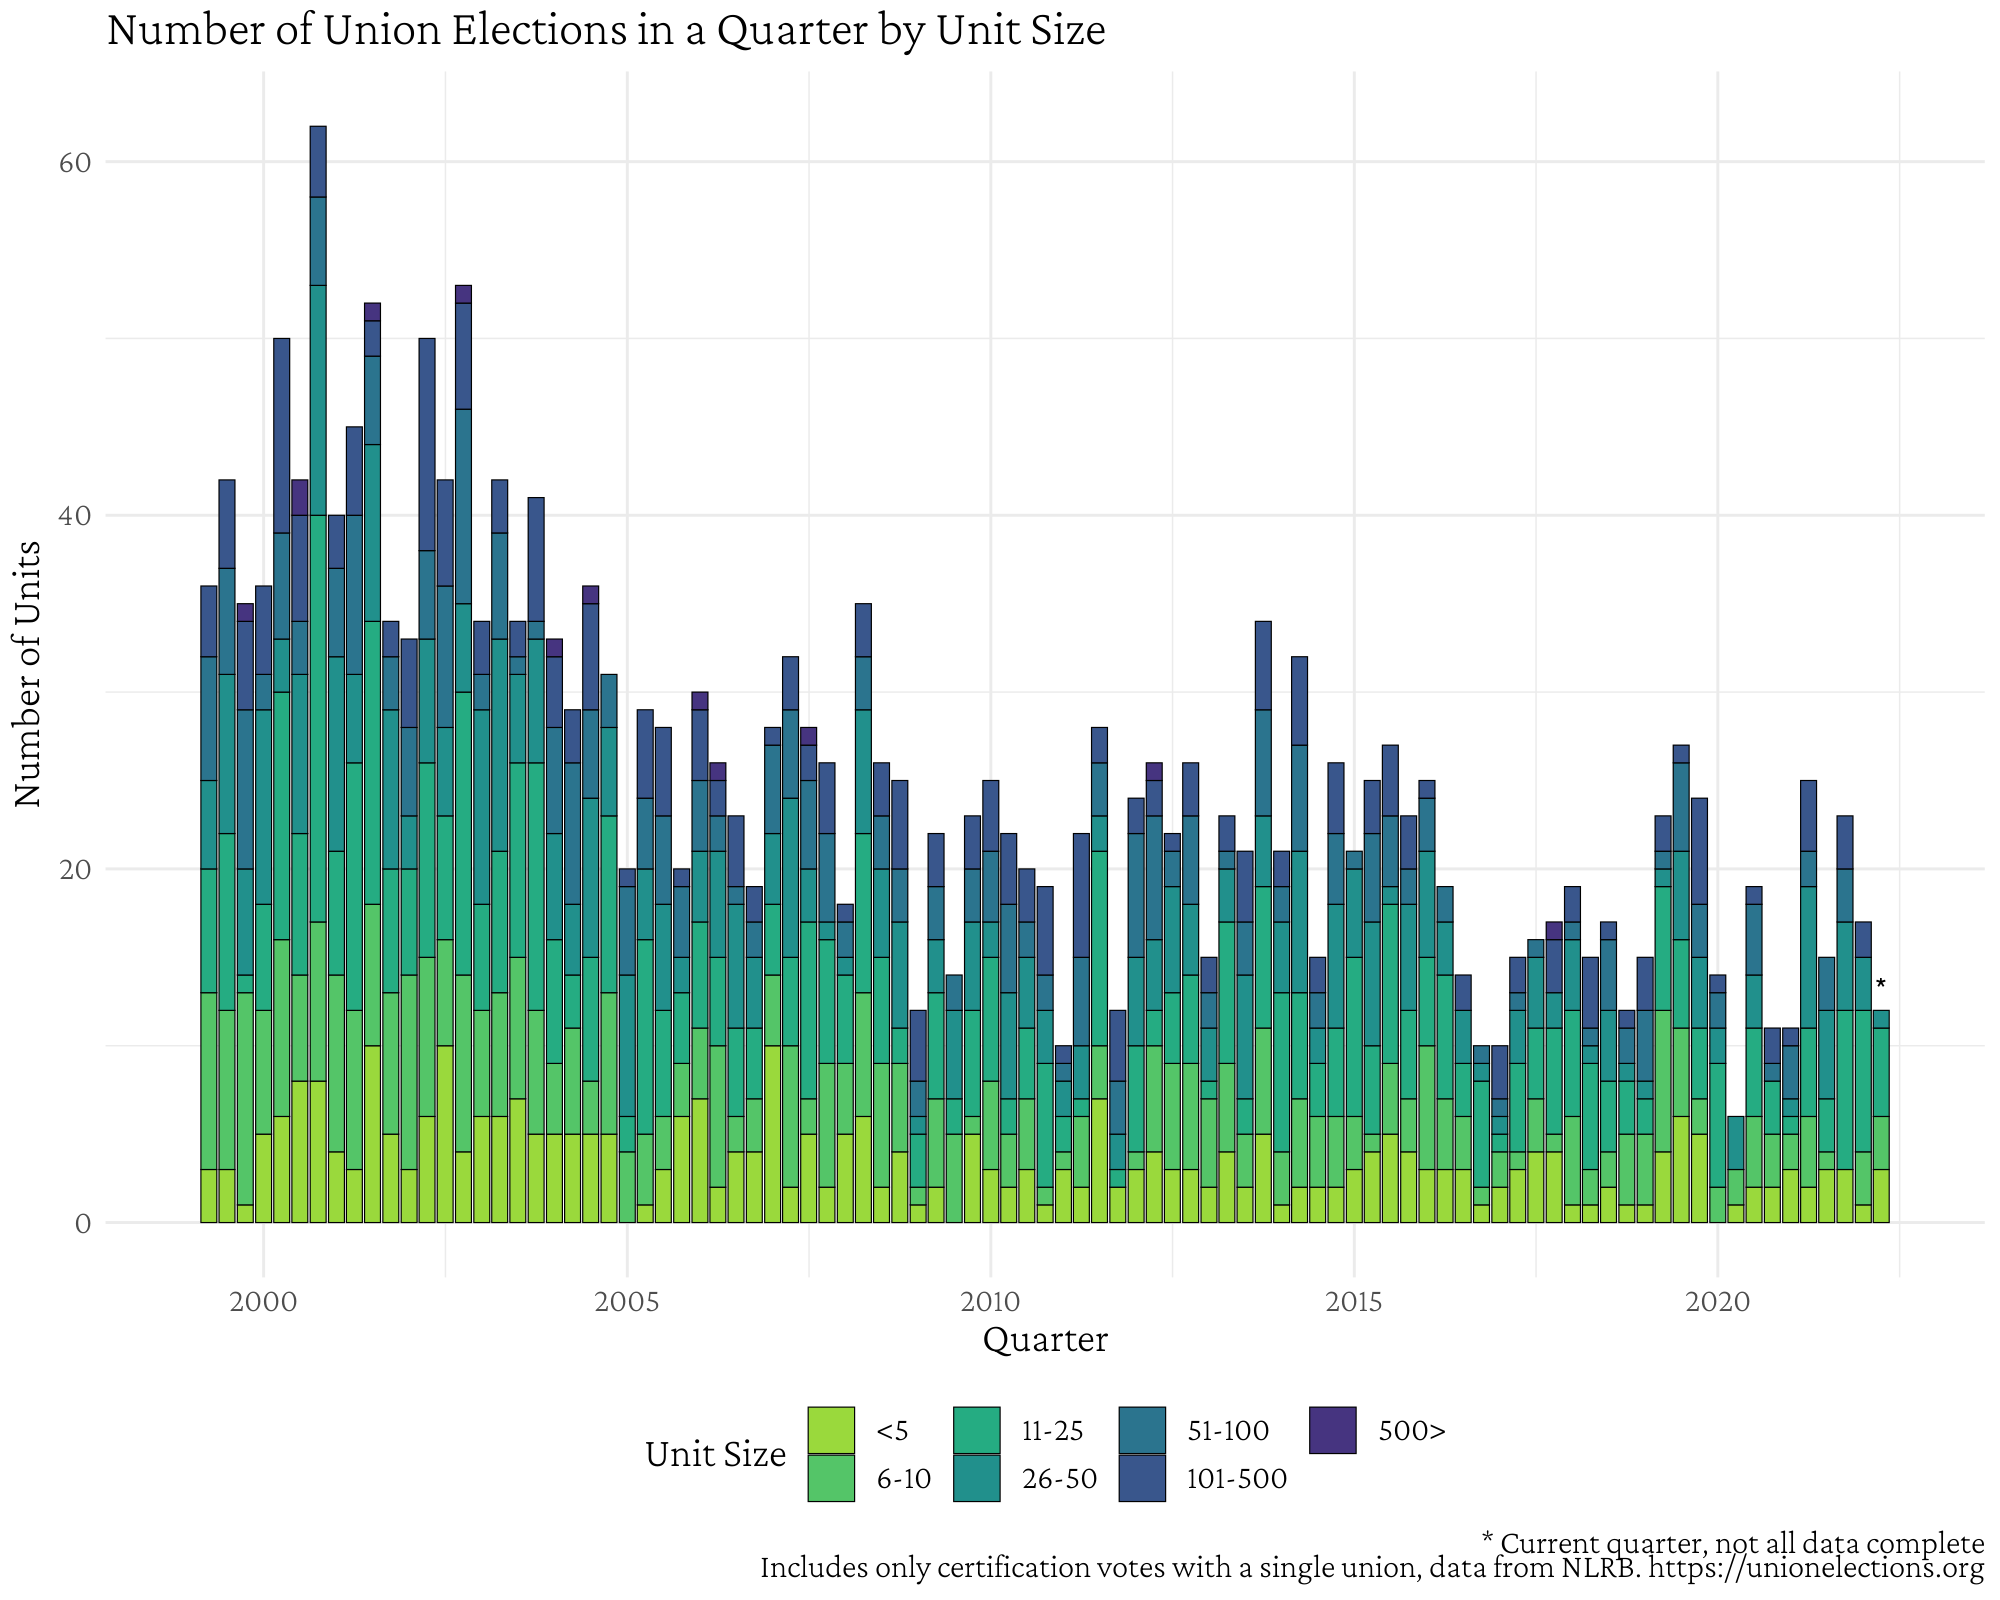 Number of Union Elections in a Quarter by Unit Size
60
40
20
0
Number of Units
2000 2005 2010 2015 2020
*
Quarter
Unit Size
<5 11-25 51-100 500>
6-10 26-50 101-500
* Current quarter, not all data complete
Includes only certification votes with a single union, data from NLRB. https://unionelections.org